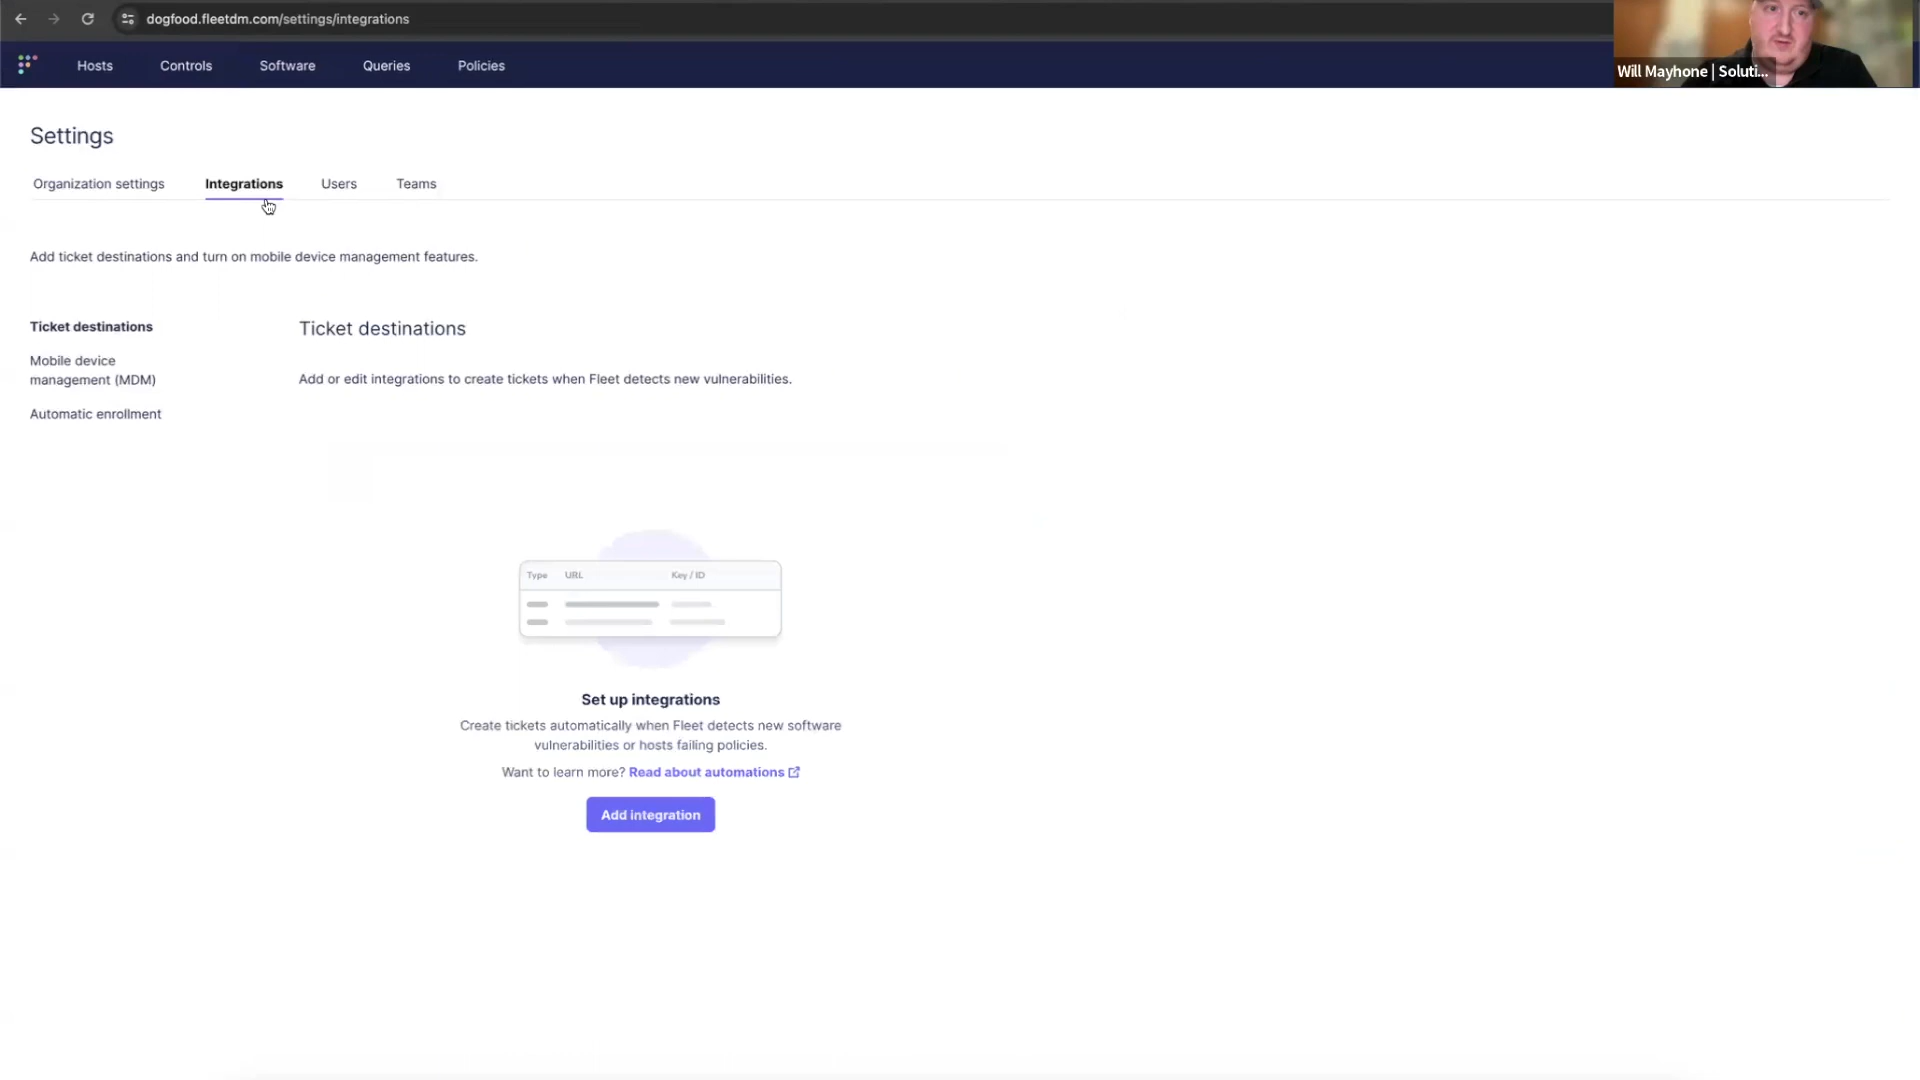 dogfood.fleetdm.com/settings/integrations
Hosts Controls Software Queries Policies
Will Mayhone | Soluti...
Settings
Organization settings Integrations Users Teams
Add ticket destinations and turn on mobile device management features.
Ticket destinations
Mobile device
management (MDM)
Automatic enrollment
Ticket destinations
Add or edit integrations to create tickets when Fleet detects new vulnerabilities.
Type URL Key / ID
Set up integrations
Create tickets automatically when Fleet detects new software
vulnerabilities or hosts failing policies.
Want to learn more? Read about automations
Add integration